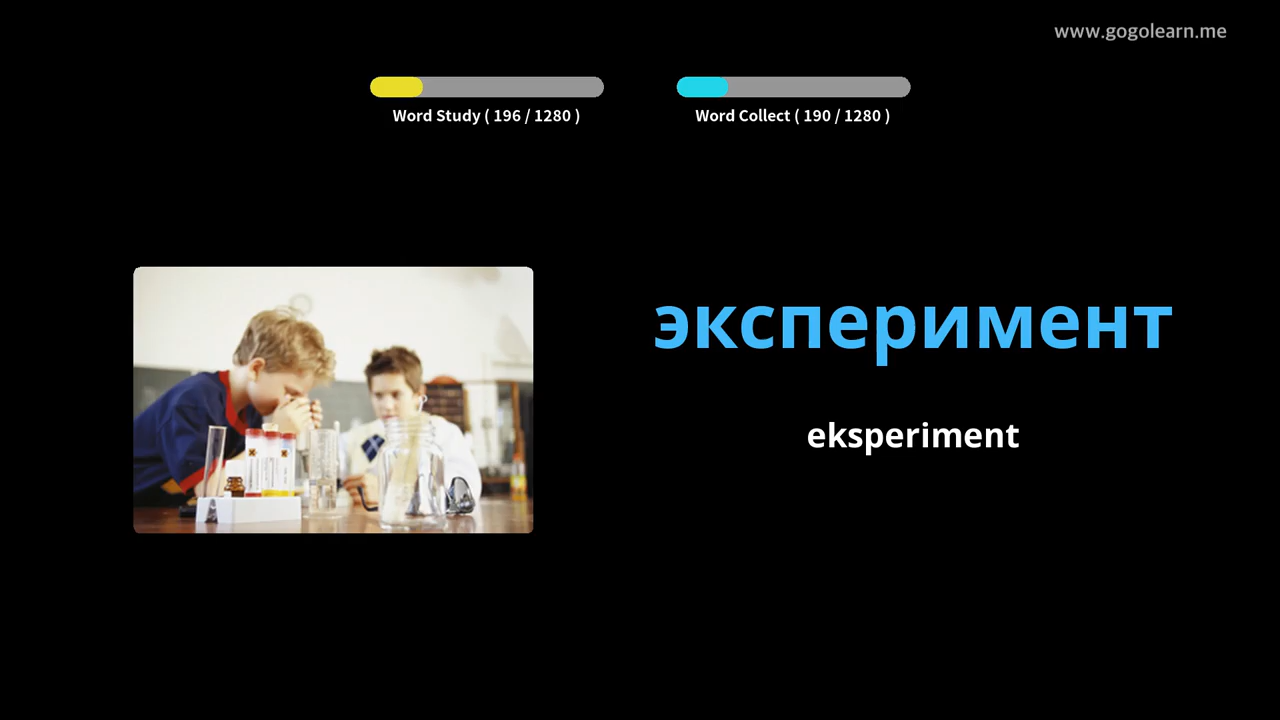 www.gogolearn.me
Word Study ( 196 / 1280 )
Word Collect ( 190 / 1280 )
эксперимент
eksperiment